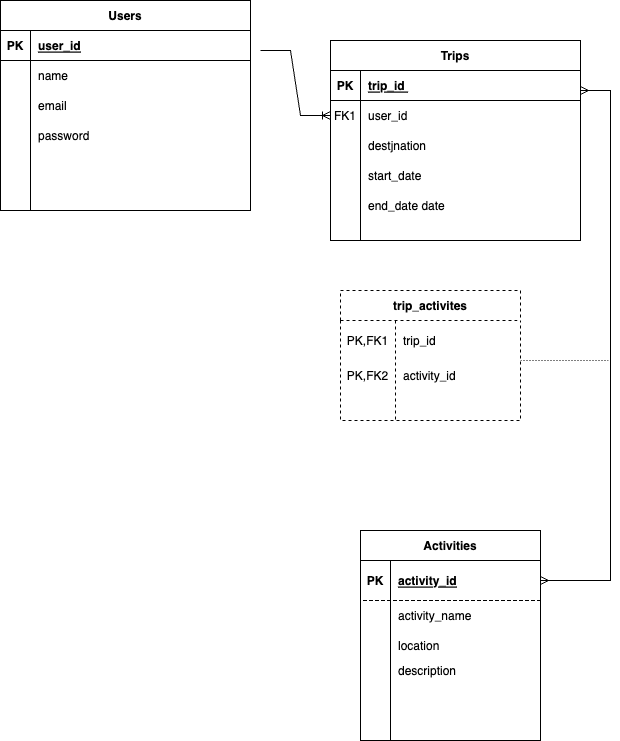 Users
PK user_id
name
email
password
Trips
PK trip_id
FK1 user_id
destjnation
start_date
end_date date
trip_activites
PK,FK1 trip_id
PK,FK2 activity_id
Activities
PK activity_id
activity_name
location
description